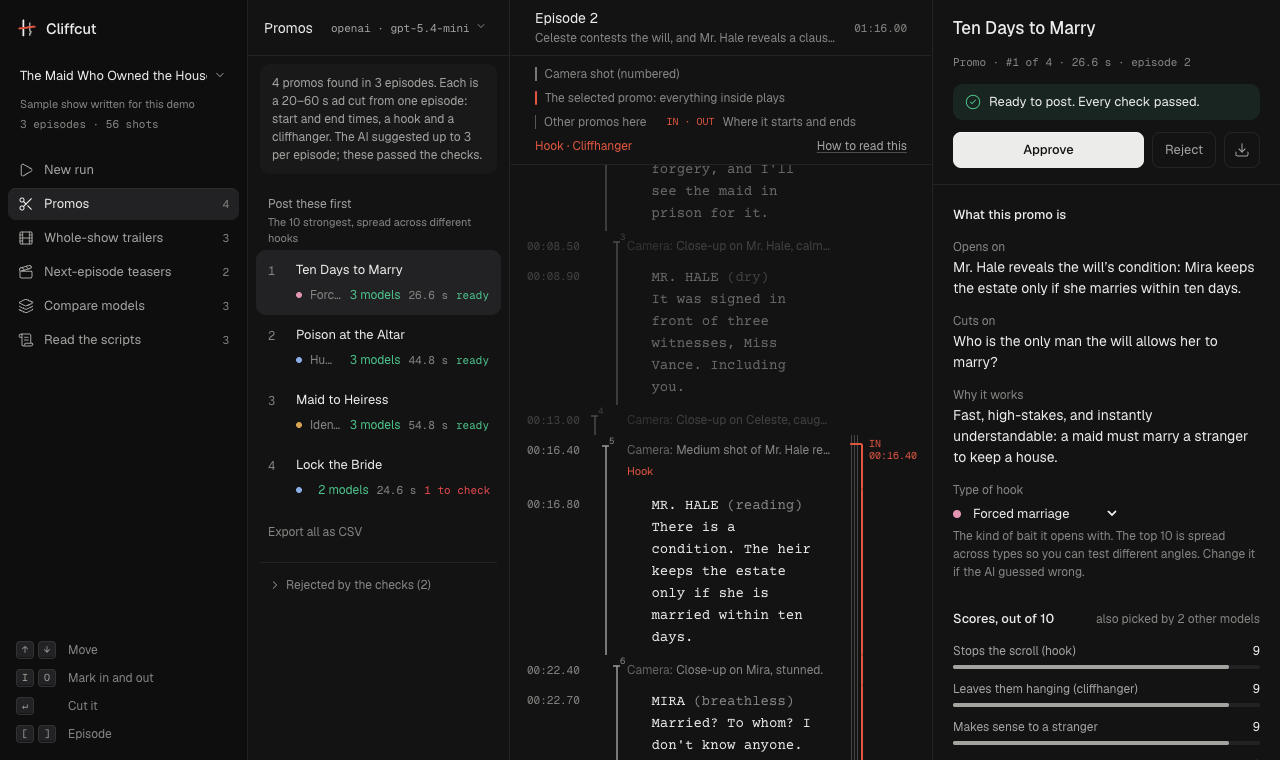 Cliffcut
The Maid Who Owned the Hous
Sample show written for this demo
3 episodes · 56 shots
New run
Promos 4
Whole-show trailers 3
Next-episode teasers 2
Compare models 3
Read the scripts 3
↑ ↓ Move
I O Mark in and out
↵ Cut it
[ ] Episode
Promos openai · gpt-5.4-mini
4 promos found in 3 episodes. Each is
a 20–60 s ad cut from one episode:
start and end times, a hook and a
cliffhanger. The AI suggested up to 3
per episode; these passed the checks.
Post these first
The 10 strongest, spread across different
hooks
1 Ten Days to Marry
Forc… 3 models 26.6 s ready
2 Poison at the Altar
Hu… 3 models 44.8 s ready
3 Maid to Heiress
Iden… 3 models 54.8 s ready
4 Lock the Bride
2 models 24.6 s 1 to check
Export all as CSV
Rejected by the checks (2)
Episode 2
Celeste contests the will, and Mr. Hale reveals a claus… 01:16.00
Camera shot (numbered)
The selected promo: everything inside plays
Other promos here IN · OUT Where it starts and ends
Hook · Cliffhanger How to read this
forgery, and I'll
see the maid in
prison for it.
00:08.50 3 Camera: Close-up on Mr. Hale, calm…
00:08.90 MR. HALE (dry)
It was signed in
front of three
witnesses, Miss
Vance. Including
you.
00:13.00 4 Camera: Close-up on Celeste, caug…
00:16.40 5 Camera: Medium shot of Mr. Hale re…
IN
00:16.40
Hook
00:16.80 MR. HALE (reading)
There is a
condition. The heir
keeps the estate
only if she is
married within ten
days.
00:22.40 6 Camera: Close-up on Mira, stunned.
00:22.70 MIRA (breathless)
Married? To whom? I
don't know anyone.
Ten Days to Marry
Promo · #1 of 4 · 26.6 s · episode 2
Ready to post. Every check passed.
Approve Reject
What this promo is
Opens on
Mr. Hale reveals the will’s condition: Mira keeps
the estate only if she marries within ten days.
Cuts on
Who is the only man the will allows her to
marry?
Why it works
Fast, high-stakes, and instantly
understandable: a maid must marry a stranger
to keep a house.
Type of hook
Forced marriage
The kind of bait it opens with. The top 10 is spread
across types so you can test different angles. Change it
if the AI guessed wrong.
Scores, out of 10 also picked by 2 other models
Stops the scroll (hook) 9
Leaves them hanging (cliffhanger) 9
Makes sense to a stranger 9